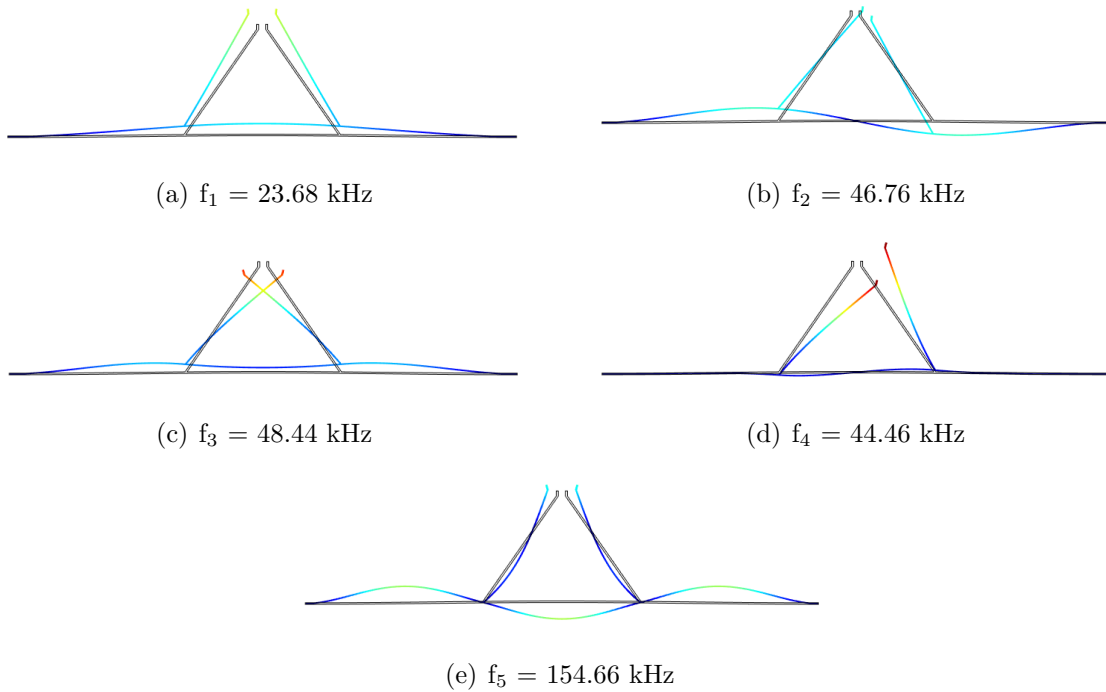 (a) f₁ = 23.68 kHz
(b) f₂ = 46.76 kHz
(c) f₃ = 48.44 kHz
(d) f₄ = 44.46 kHz
(e) f₅ = 154.66 kHz